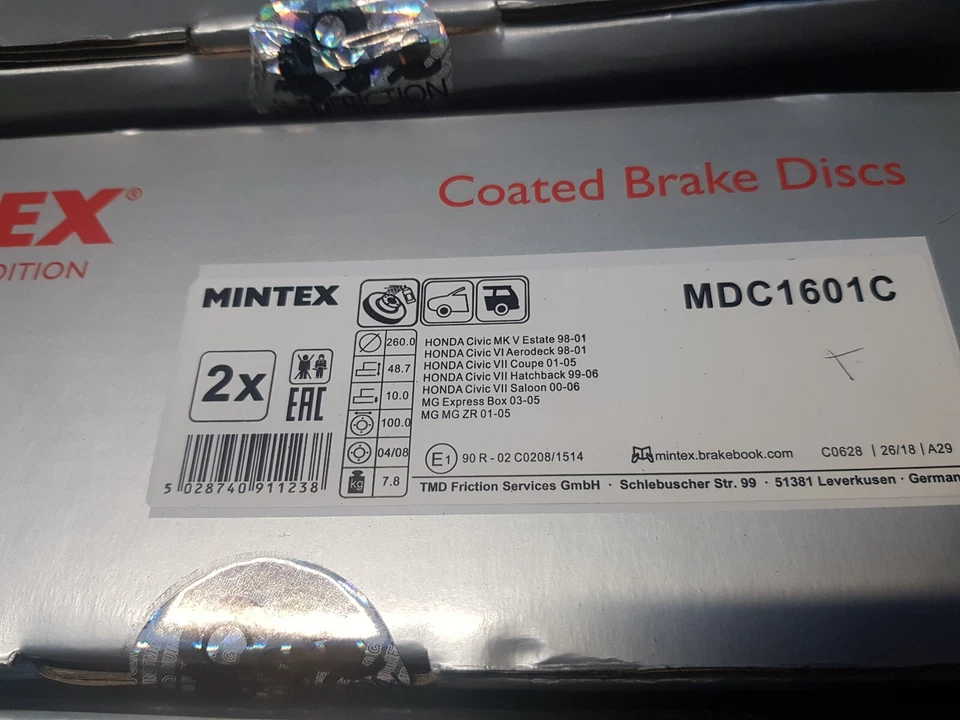 FRICTION
EX®
DITION
Coated Brake Discs
MINTEX
MDC1601C
2x
EAC
260.0
48.7
10.0
100.0
04/08
kg 7.8
HONDA Civic MK V Estate 98-01
HONDA Civic VI Aerodeck 98-01
HONDA Civic VII Coupe 01-05
HONDA Civic VII Hatchback 99-06
HONDA Civic VII Saloon 00-06
MG Express Box 03-05
MG MG ZR 01-05
5 028740 911238
E1 90 R - 02 C0208/1514
mintex.brakebook.com
C0628 | 26/18 | A29
TMD Friction Services GmbH · Schlebuscher Str. 99 · 51381 Leverkusen · German